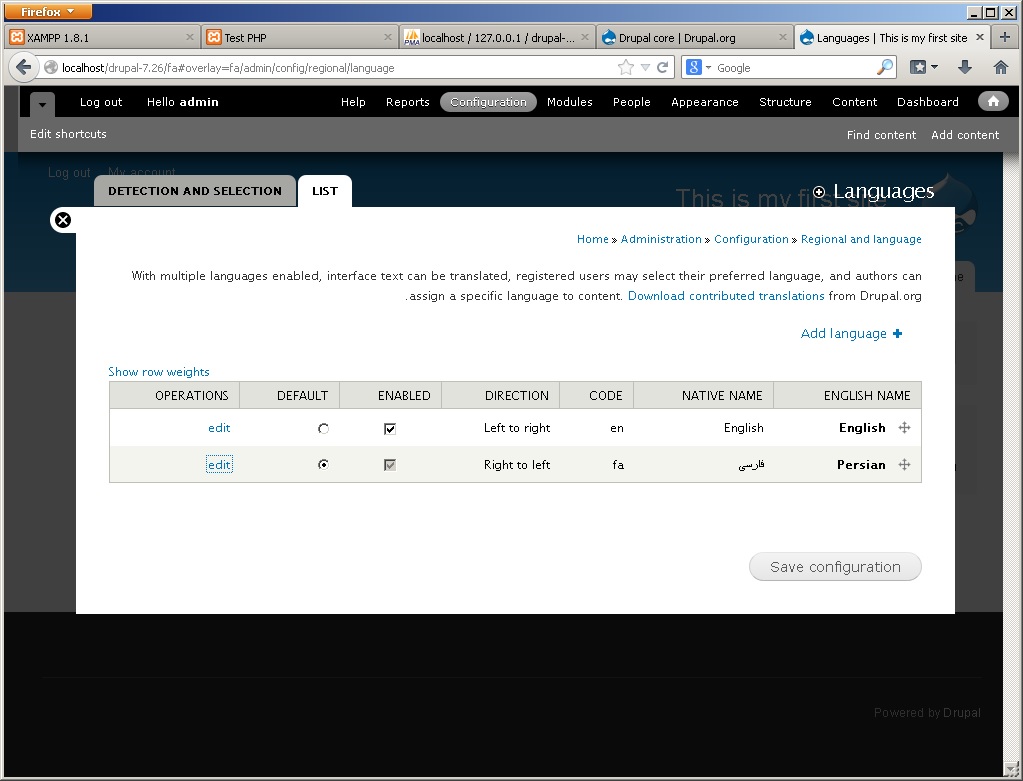 Firefox
XAMPP 1.8.1
Test PHP
localhost / 127.0.0.1 / drupal-...
Drupal core | Drupal.org
Languages | This is my first site
localhost/drupal-7.26/fa#overlay=fa/admin/config/regional/language
Google
Log out Hello admin Help Reports Configuration Modules People Appearance Structure Content Dashboard
Edit shortcuts Find content Add content
Log out My account
DETECTION AND SELECTION LIST
This is my first site
Languages
Home » Administration » Configuration » Regional and language
With multiple languages enabled, interface text can be translated, registered users may select their preferred language, and authors can
.assign a specific language to content. Download contributed translations from Drupal.org
Add language
Show row weights
OPERATIONS DEFAULT ENABLED DIRECTION CODE NATIVE NAME ENGLISH NAME
edit Left to right en English English
edit Right to left fa فارسی Persian
Save configuration
Powered by Drupal